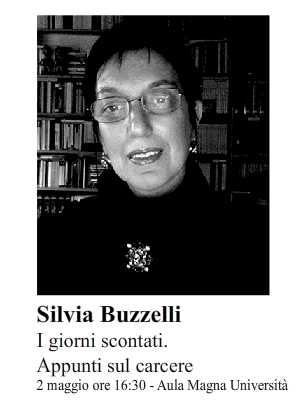 Silvia Buzzelli
I giorni scontati.
Appunti sul carcere
2 maggio ore 16:30 - Aula Magna Università